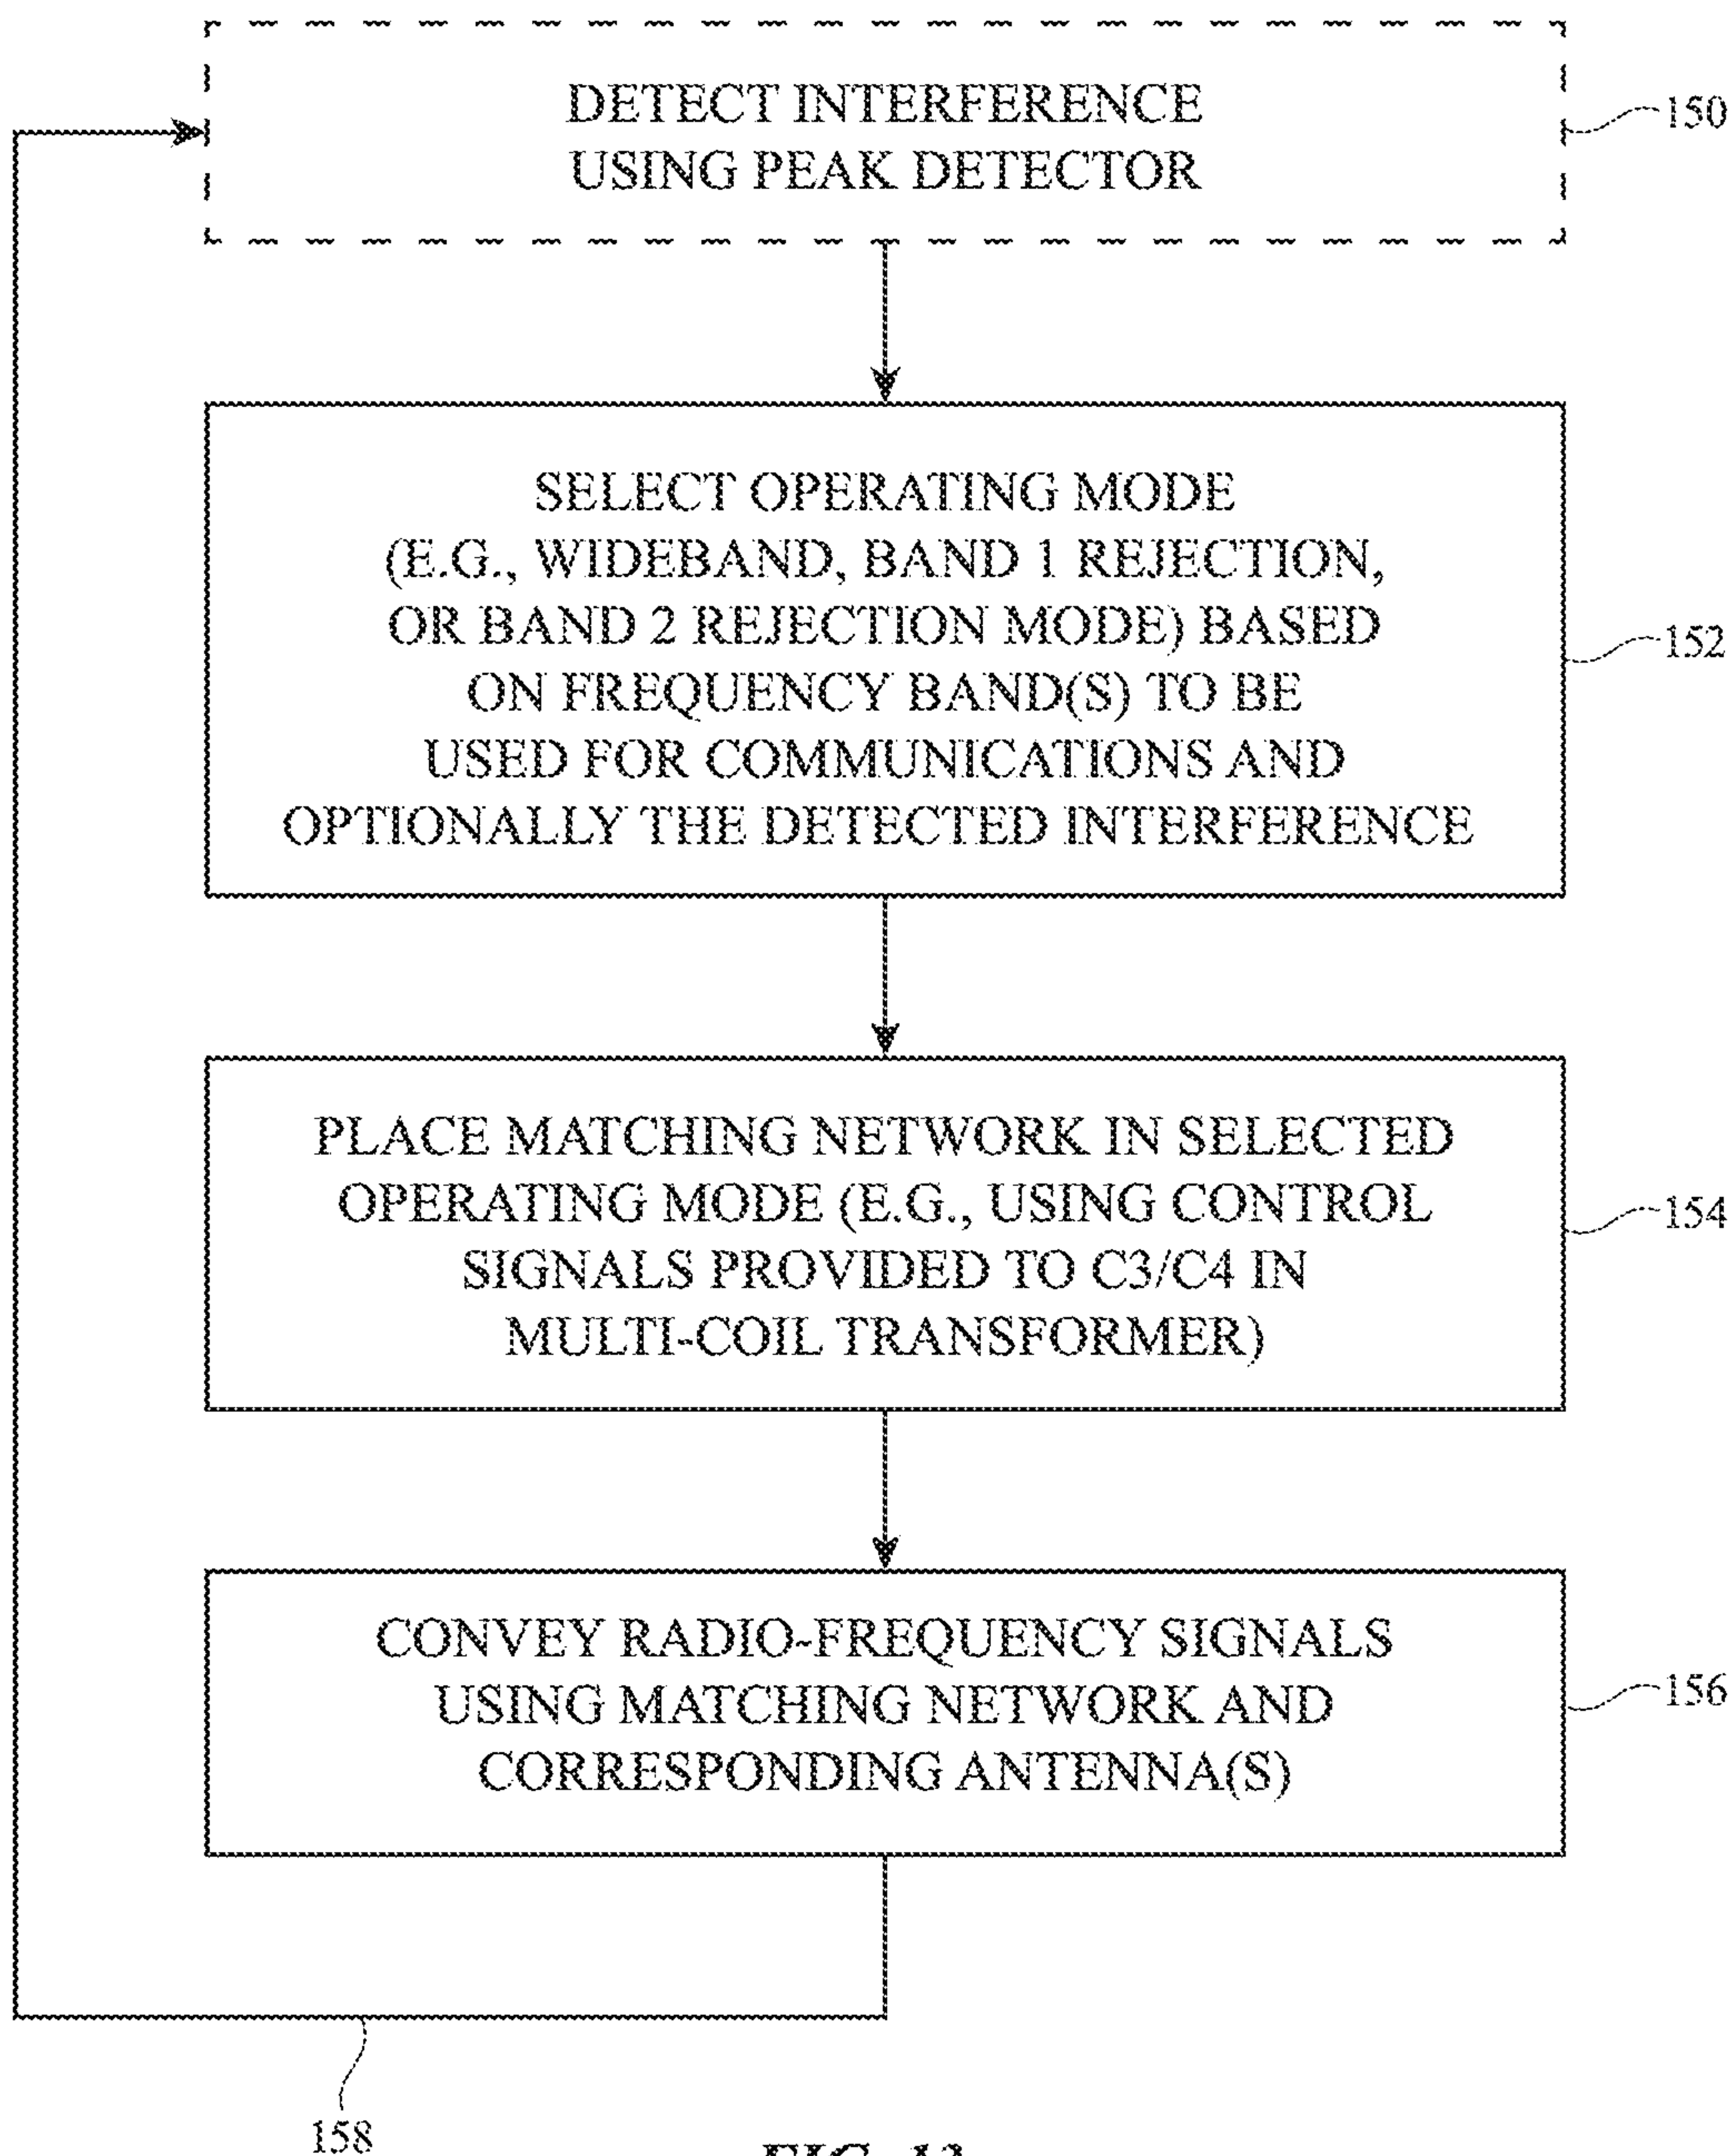 DETECT INTERFERENCE
USING PEAK DETECTOR
150
SELECT OPERATING MODE
(E.G., WIDEBAND, BAND 1 REJECTION,
OR BAND 2 REJECTION MODE) BASED
ON FREQUENCY BAND(S) TO BE
USED FOR COMMUNICATIONS AND
OPTIONALLY THE DETECTED INTERFERENCE
152
PLACE MATCHING NETWORK IN SELECTED
OPERATING MODE (E.G., USING CONTROL
SIGNALS PROVIDED TO C3/C4 IN
MULTI-COIL TRANSFORMER)
154
CONVEY RADIO-FREQUENCY SIGNALS
USING MATCHING NETWORK AND
CORRESPONDING ANTENNA(S)
156
158
FIG.